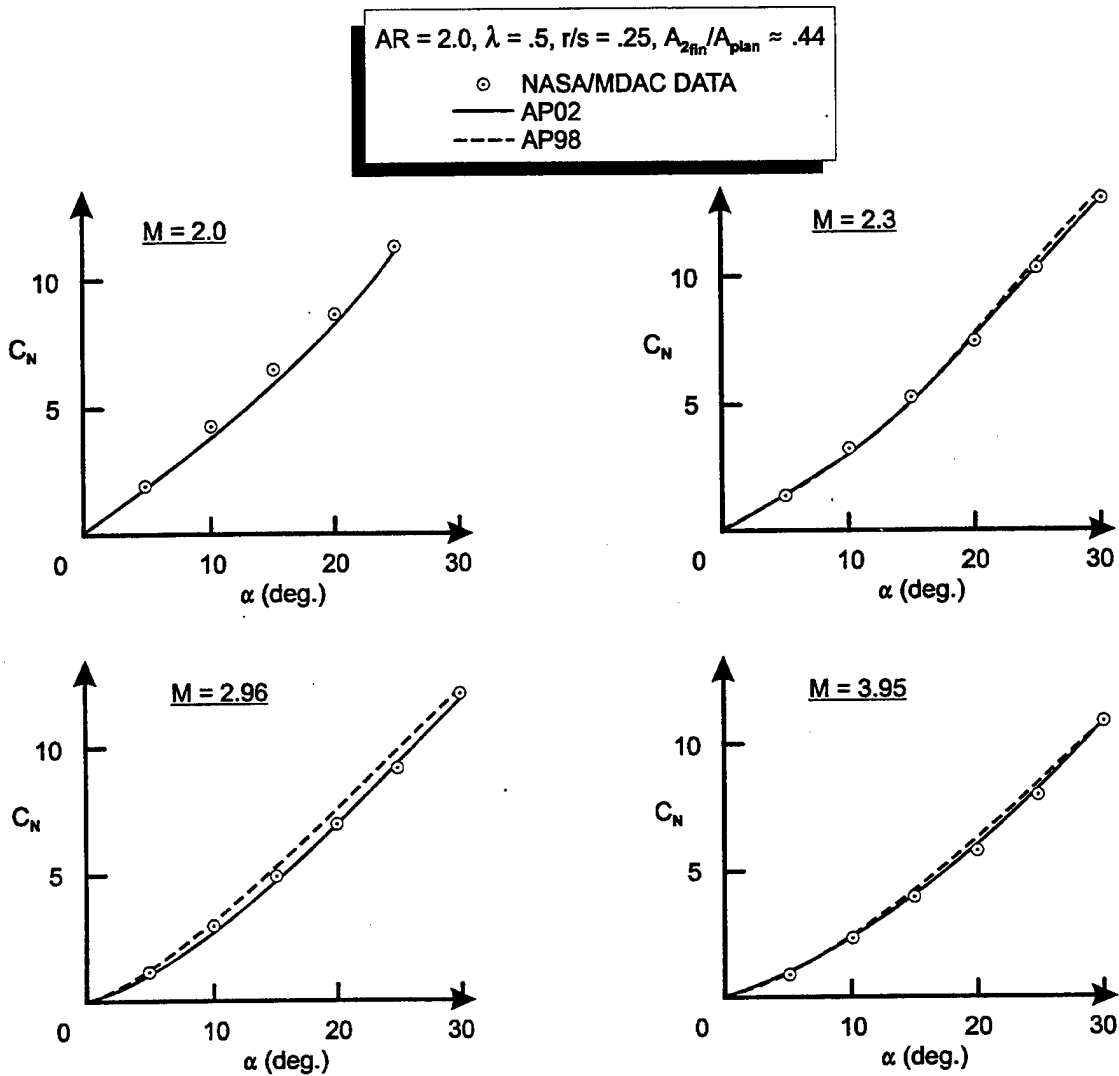 AR = 2.0, λ = .5, r/s = .25, A2fin/Aplan ≈ .44
NASA/MDAC DATA
AP02
AP98
M = 2.0
10
CN
5
0
10
20
30
α (deg.)
M = 2.3
10
CN
5
0
10
20
30
α (deg.)
M = 2.96
10
CN
5
0
10
20
30
α (deg.)
M = 3.95
10
CN
5
0
10
20
30
α (deg.)